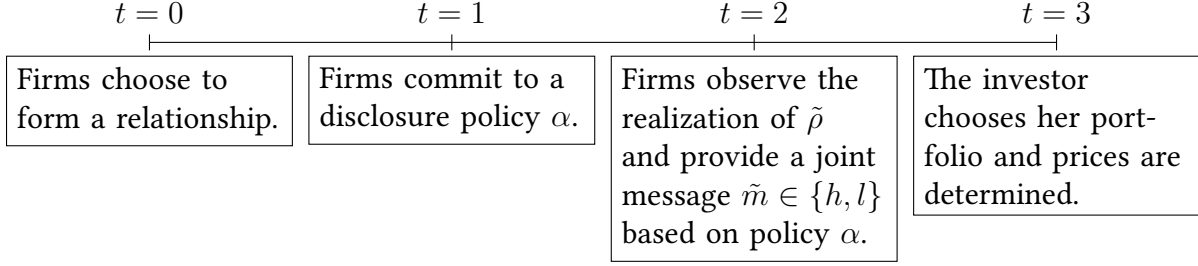 t = 0 t = 1 t = 2 t = 3
Firms choose to
form a relationship.
Firms commit to a
disclosure policy α.
Firms observe the
realization of ρ̃
and provide a joint
message m̃ ∈ {h, l}
based on policy α.
The investor
chooses her port-
folio and prices are
determined.